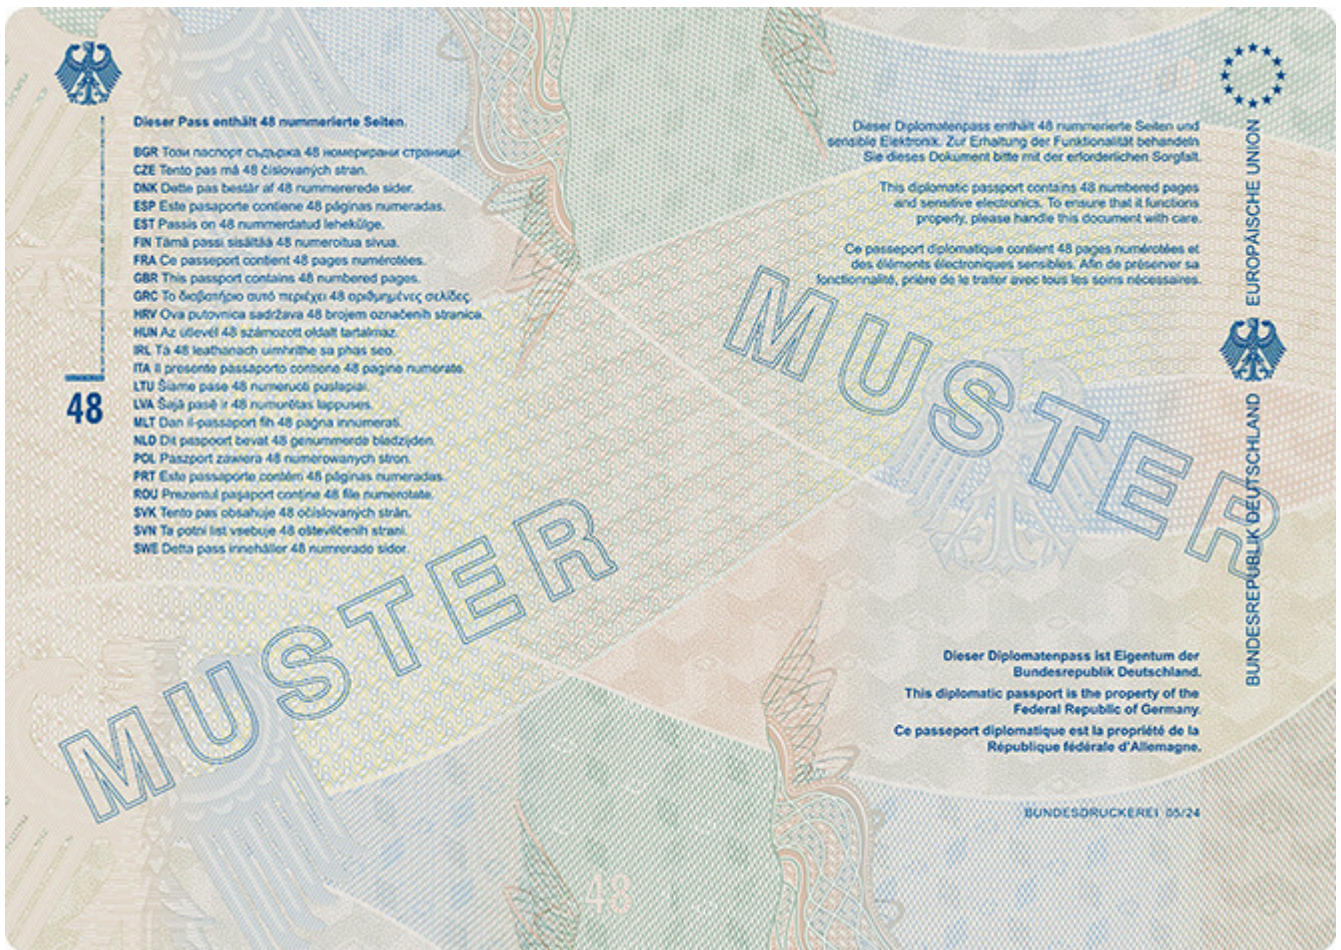 Dieser Pass enthält 48 nummerierte Seiten.
BGR Този паспорт съдържа 48 номерирани страници.
CZE Tento pas má 48 číslovaných stran.
DNK Dette pas består af 48 nummererede sider.
ESP Este pasaporte contiene 48 páginas numeradas.
EST Passis on 48 nummerdatud lehekülge.
FIN Tämä passi sisältää 48 numeroitua sivua.
FRA Ce passeport contient 48 pages numérotées.
GBR This passport contains 48 numbered pages.
GRC Το διαβατήριο αυτό περιέχει 48 αριθμημένες σελίδες.
HRV Ova putovnica sadržava 48 brojem označenih stranica.
HUN Az útlevél 48 számozott oldalt tartalmaz.
IRL Tá 48 leathanach uimhrithe sa phas seo.
ITA Il presente passaporto contiene 48 pagine numerate.
LTU Šiame pase 48 numeruoti puslapiai.
LVA Šajā pasē ir 48 numurētas lappuses.
MLT Dan il-passaport fih 48 paġna innumerati.
NLD Dit paspoort bevat 48 genummerde bladzijden.
POL Paszport zawiera 48 numerowanych stron.
PRT Este passaporte contém 48 páginas numeradas.
ROU Prezentul paşaport conţine 48 file numerotate.
SVK Tento pas obsahuje 48 očíslovaných strán.
SVN Ta potni list vsebuje 48 oštevilčenih strani.
SWE Detta pass innehåller 48 numrerade sidor.
48
MUSTER
Dieser Diplomatenpass enthält 48 nummerierte Seiten und
sensible Elektronik. Zur Erhaltung der Funktionalität behandeln
Sie dieses Dokument bitte mit der erforderlichen Sorgfalt.
This diplomatic passport contains 48 numbered pages
and sensitive electronics. To ensure that it functions
properly, please handle this document with care.
Ce passeport diplomatique contient 48 pages numérotées et
des éléments électroniques sensibles. Afin de préserver sa
fonctionnalité, prière de le traiter avec tous les soins nécessaires.
MUSTER
BUNDESREPUBLIK DEUTSCHLAND EUROPÄISCHE UNION
Dieser Diplomatenpass ist Eigentum der
Bundesrepublik Deutschland.
This diplomatic passport is the property of the
Federal Republic of Germany.
Ce passeport diplomatique est la propriété de la
République fédérale d'Allemagne.
BUNDESDRUCKEREI 05/24
48